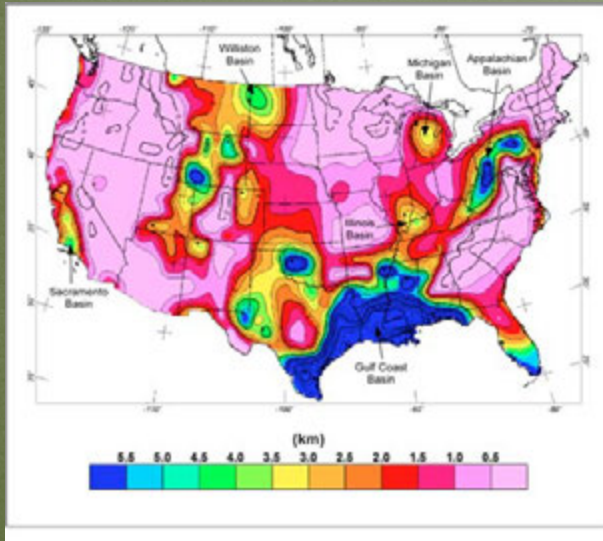 Williston
Basin
Michigan
Basin
Appalachian
Basin
Illinois
Basin
Sacramento
Basin
Gulf Coast
Basin
(km)
5.5 5.0 4.5 4.0 3.5 3.0 2.5 2.0 1.5 1.0 0.5